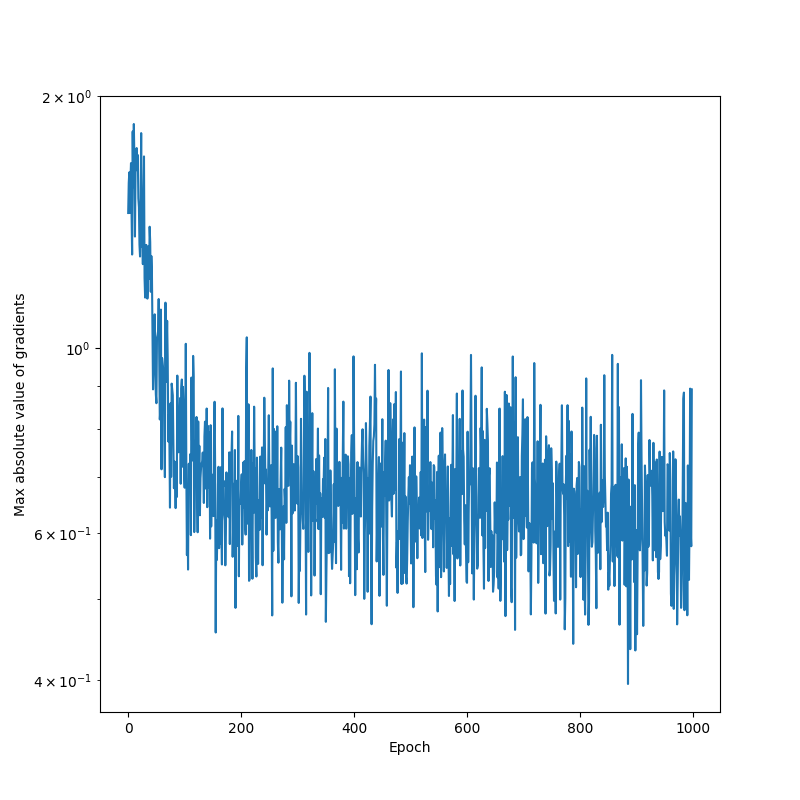 Max absolute value of gradients
2 × 10⁰
10⁰
6 × 10⁻¹
4 × 10⁻¹
0 200 400 600 800 1000
Epoch